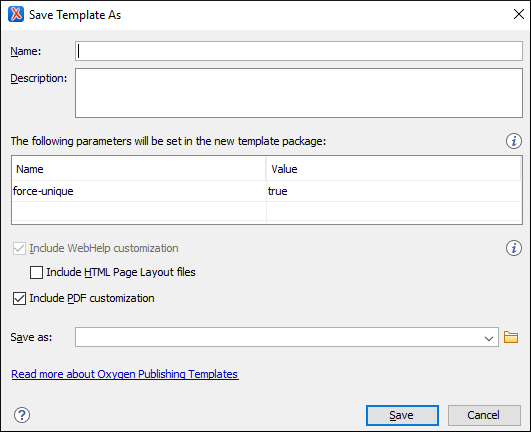 Save Template As
Name:
Description:
The following parameters will be set in the new template package:
Name Value
force-unique true
Include WebHelp customization
Include HTML Page Layout files
Include PDF customization
Save as:
Read more about Oxygen Publishing Templates
Save Cancel